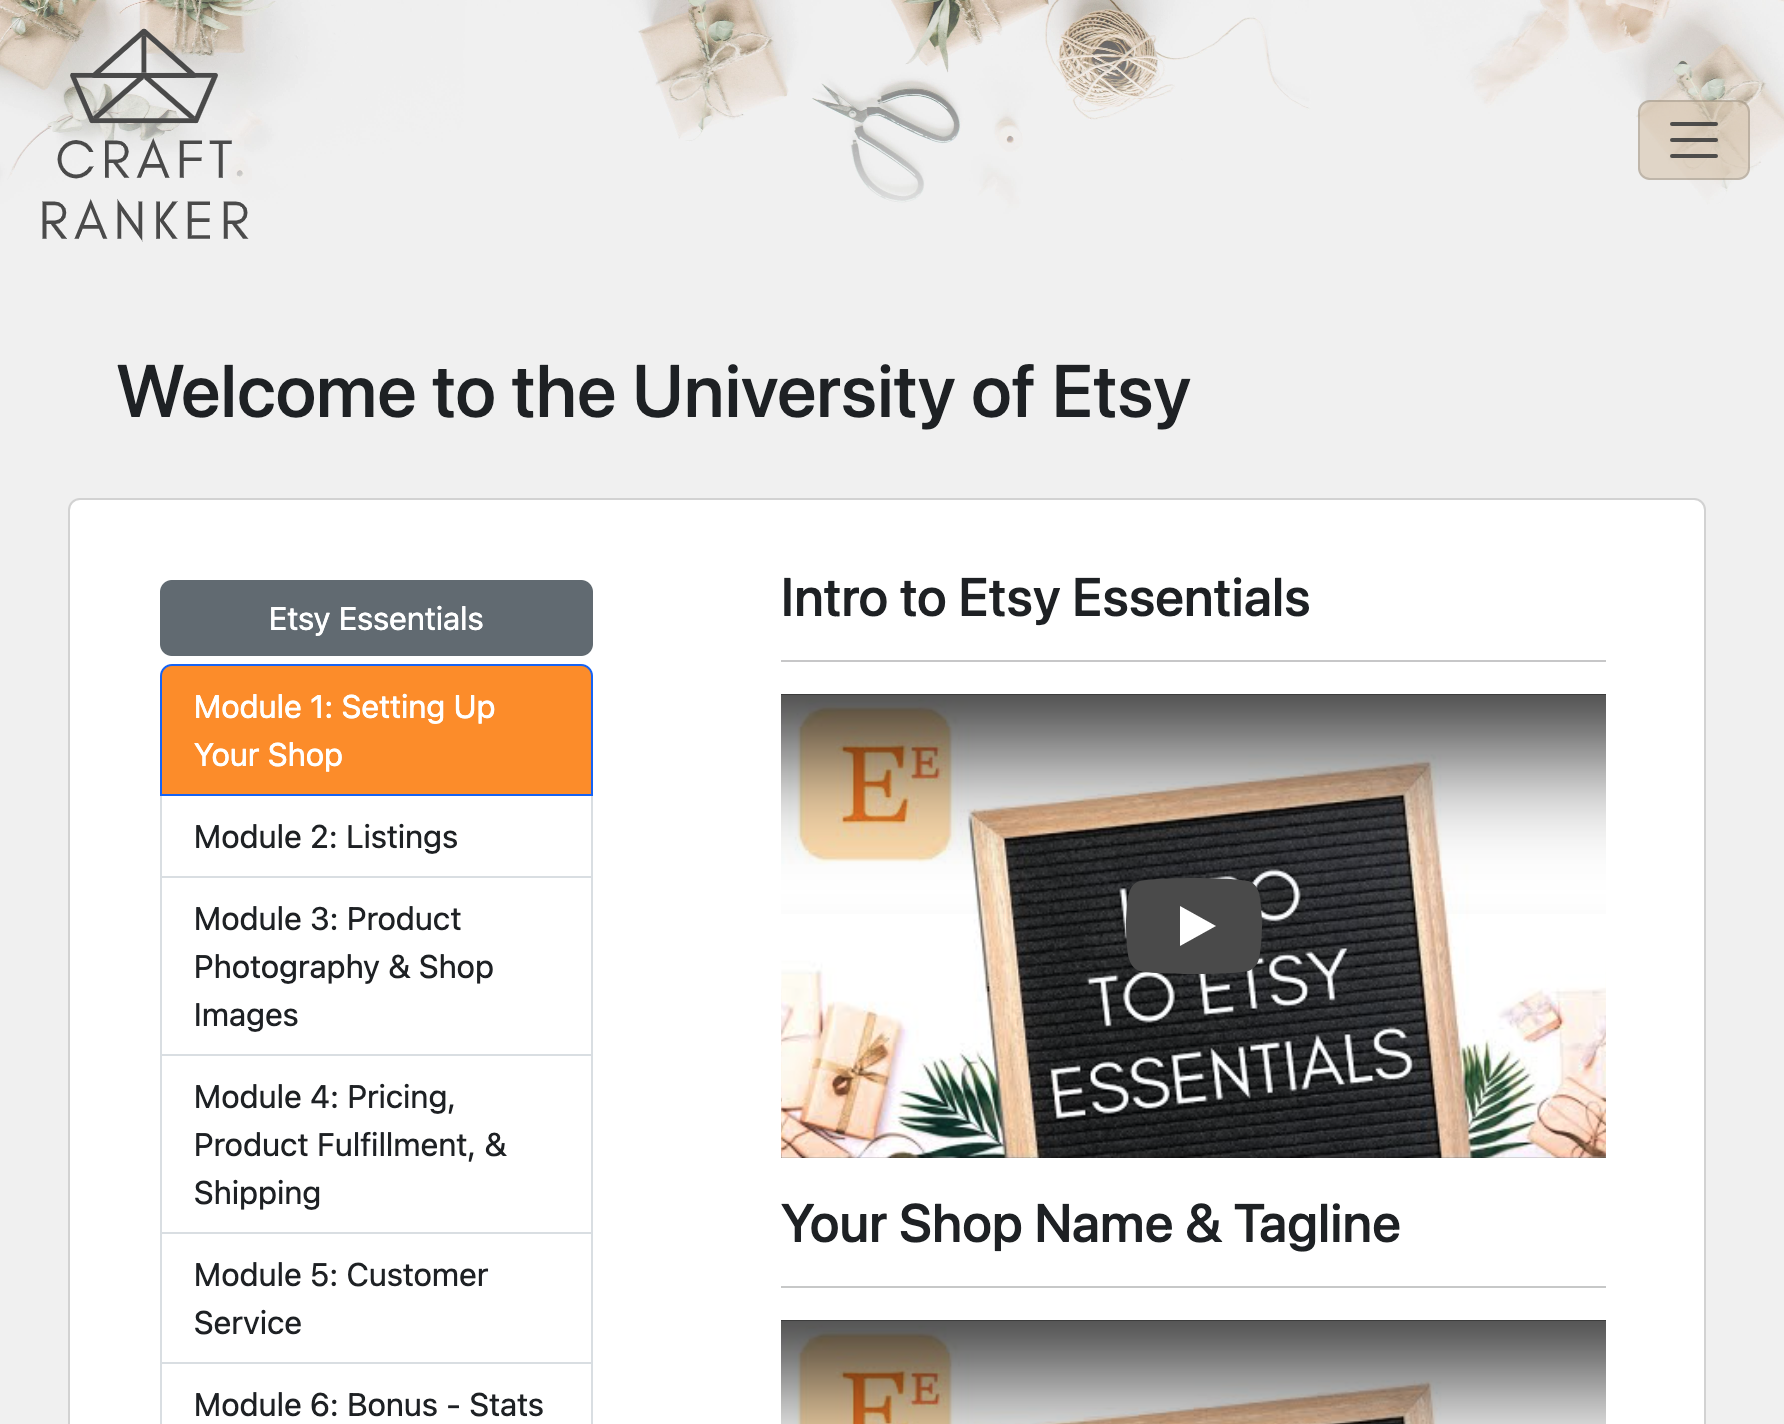 CRAFT
RANKER
Welcome to the University of Etsy
Etsy Essentials
Module 1: Setting Up
Your Shop
Module 2: Listings
Module 3: Product
Photography & Shop
Images
Module 4: Pricing,
Product Fulfillment, &
Shipping
Module 5: Customer
Service
Module 6: Bonus - Stats
Intro to Etsy Essentials
EE
TO ETSY
ESSENTIALS
Your Shop Name & Tagline
EE